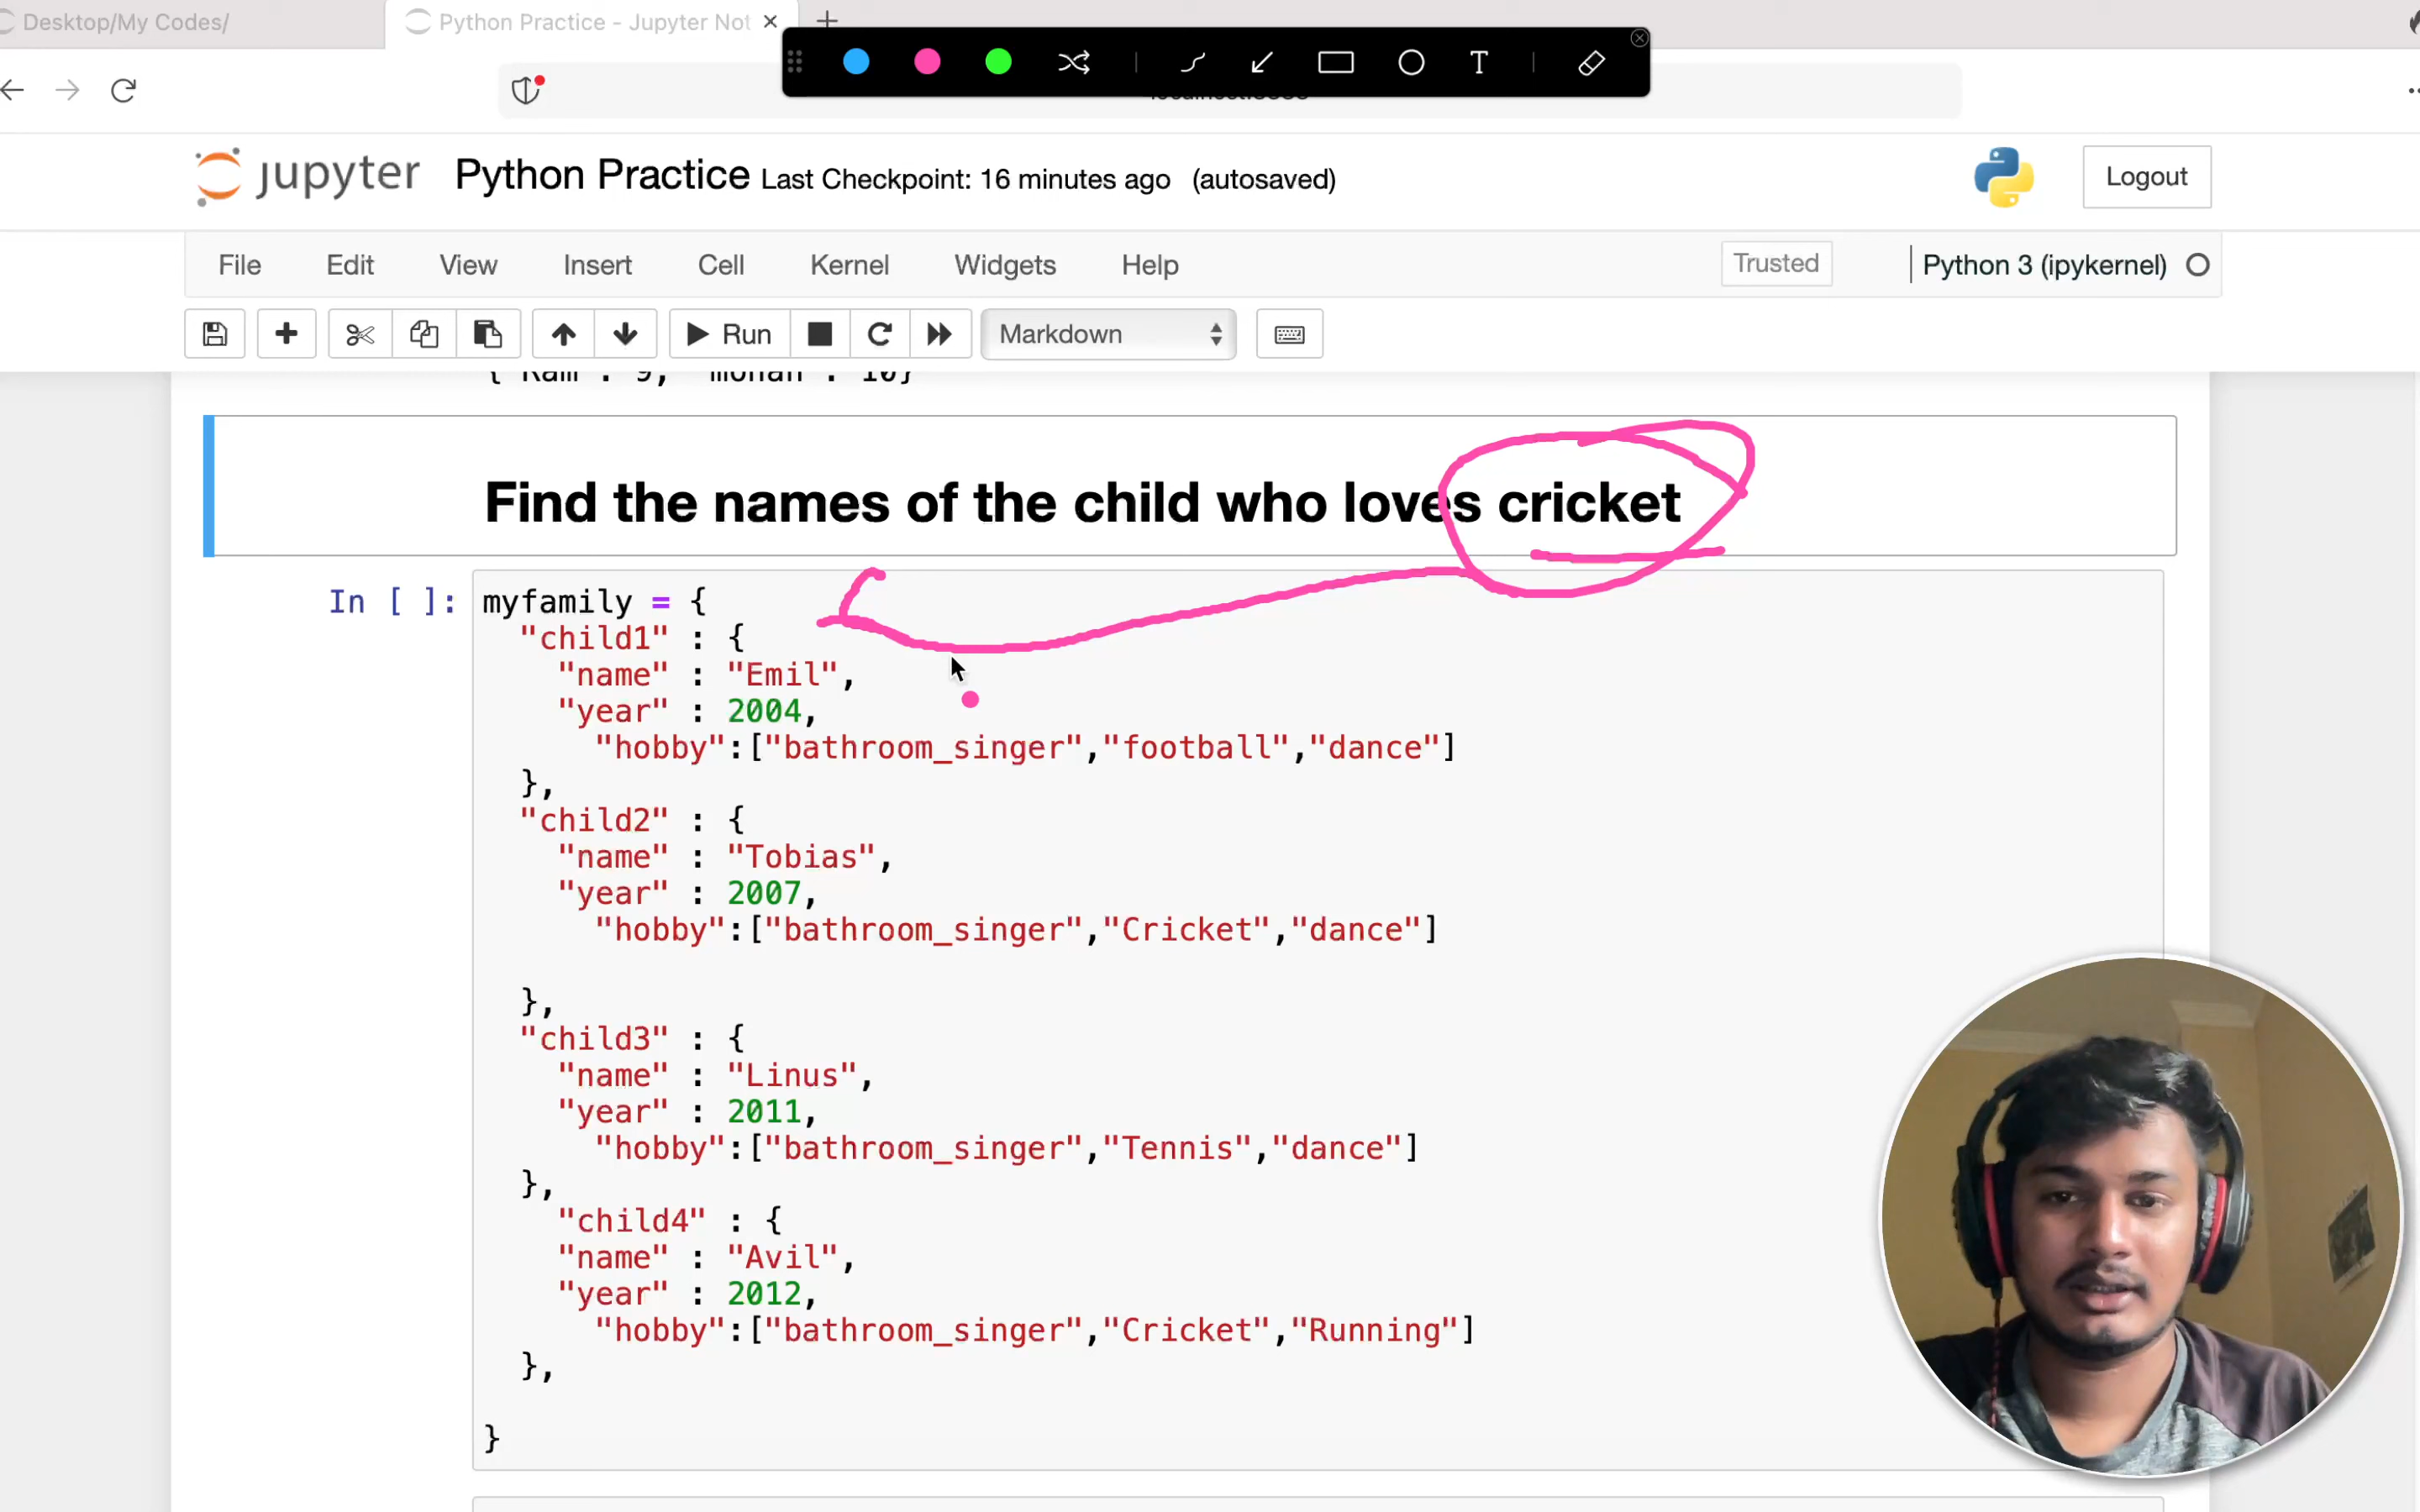 Desktop/My Codes/
Python Practice - Jupyter Not
T
jupyter Python Practice Last Checkpoint: 16 minutes ago (autosaved)
Logout
File Edit View Insert Cell Kernel Widgets Help
Trusted
Python 3 (ipykernel)
Run
Markdown
Find the names of the child who loves cricket
In [ ]:
myfamily = {
"child1" : {
"name" : "Emil",
"year" : 2004,
"hobby":["bathroom_singer","football","dance"]
},
"child2" : {
"name" : "Tobias",
"year" : 2007,
"hobby":["bathroom_singer","Cricket","dance"]
},
"child3" : {
"name" : "Linus",
"year" : 2011,
"hobby":["bathroom_singer","Tennis","dance"]
},
"child4" : {
"name" : "Avil",
"year" : 2012,
"hobby":["bathroom_singer","Cricket","Running"]
},
}